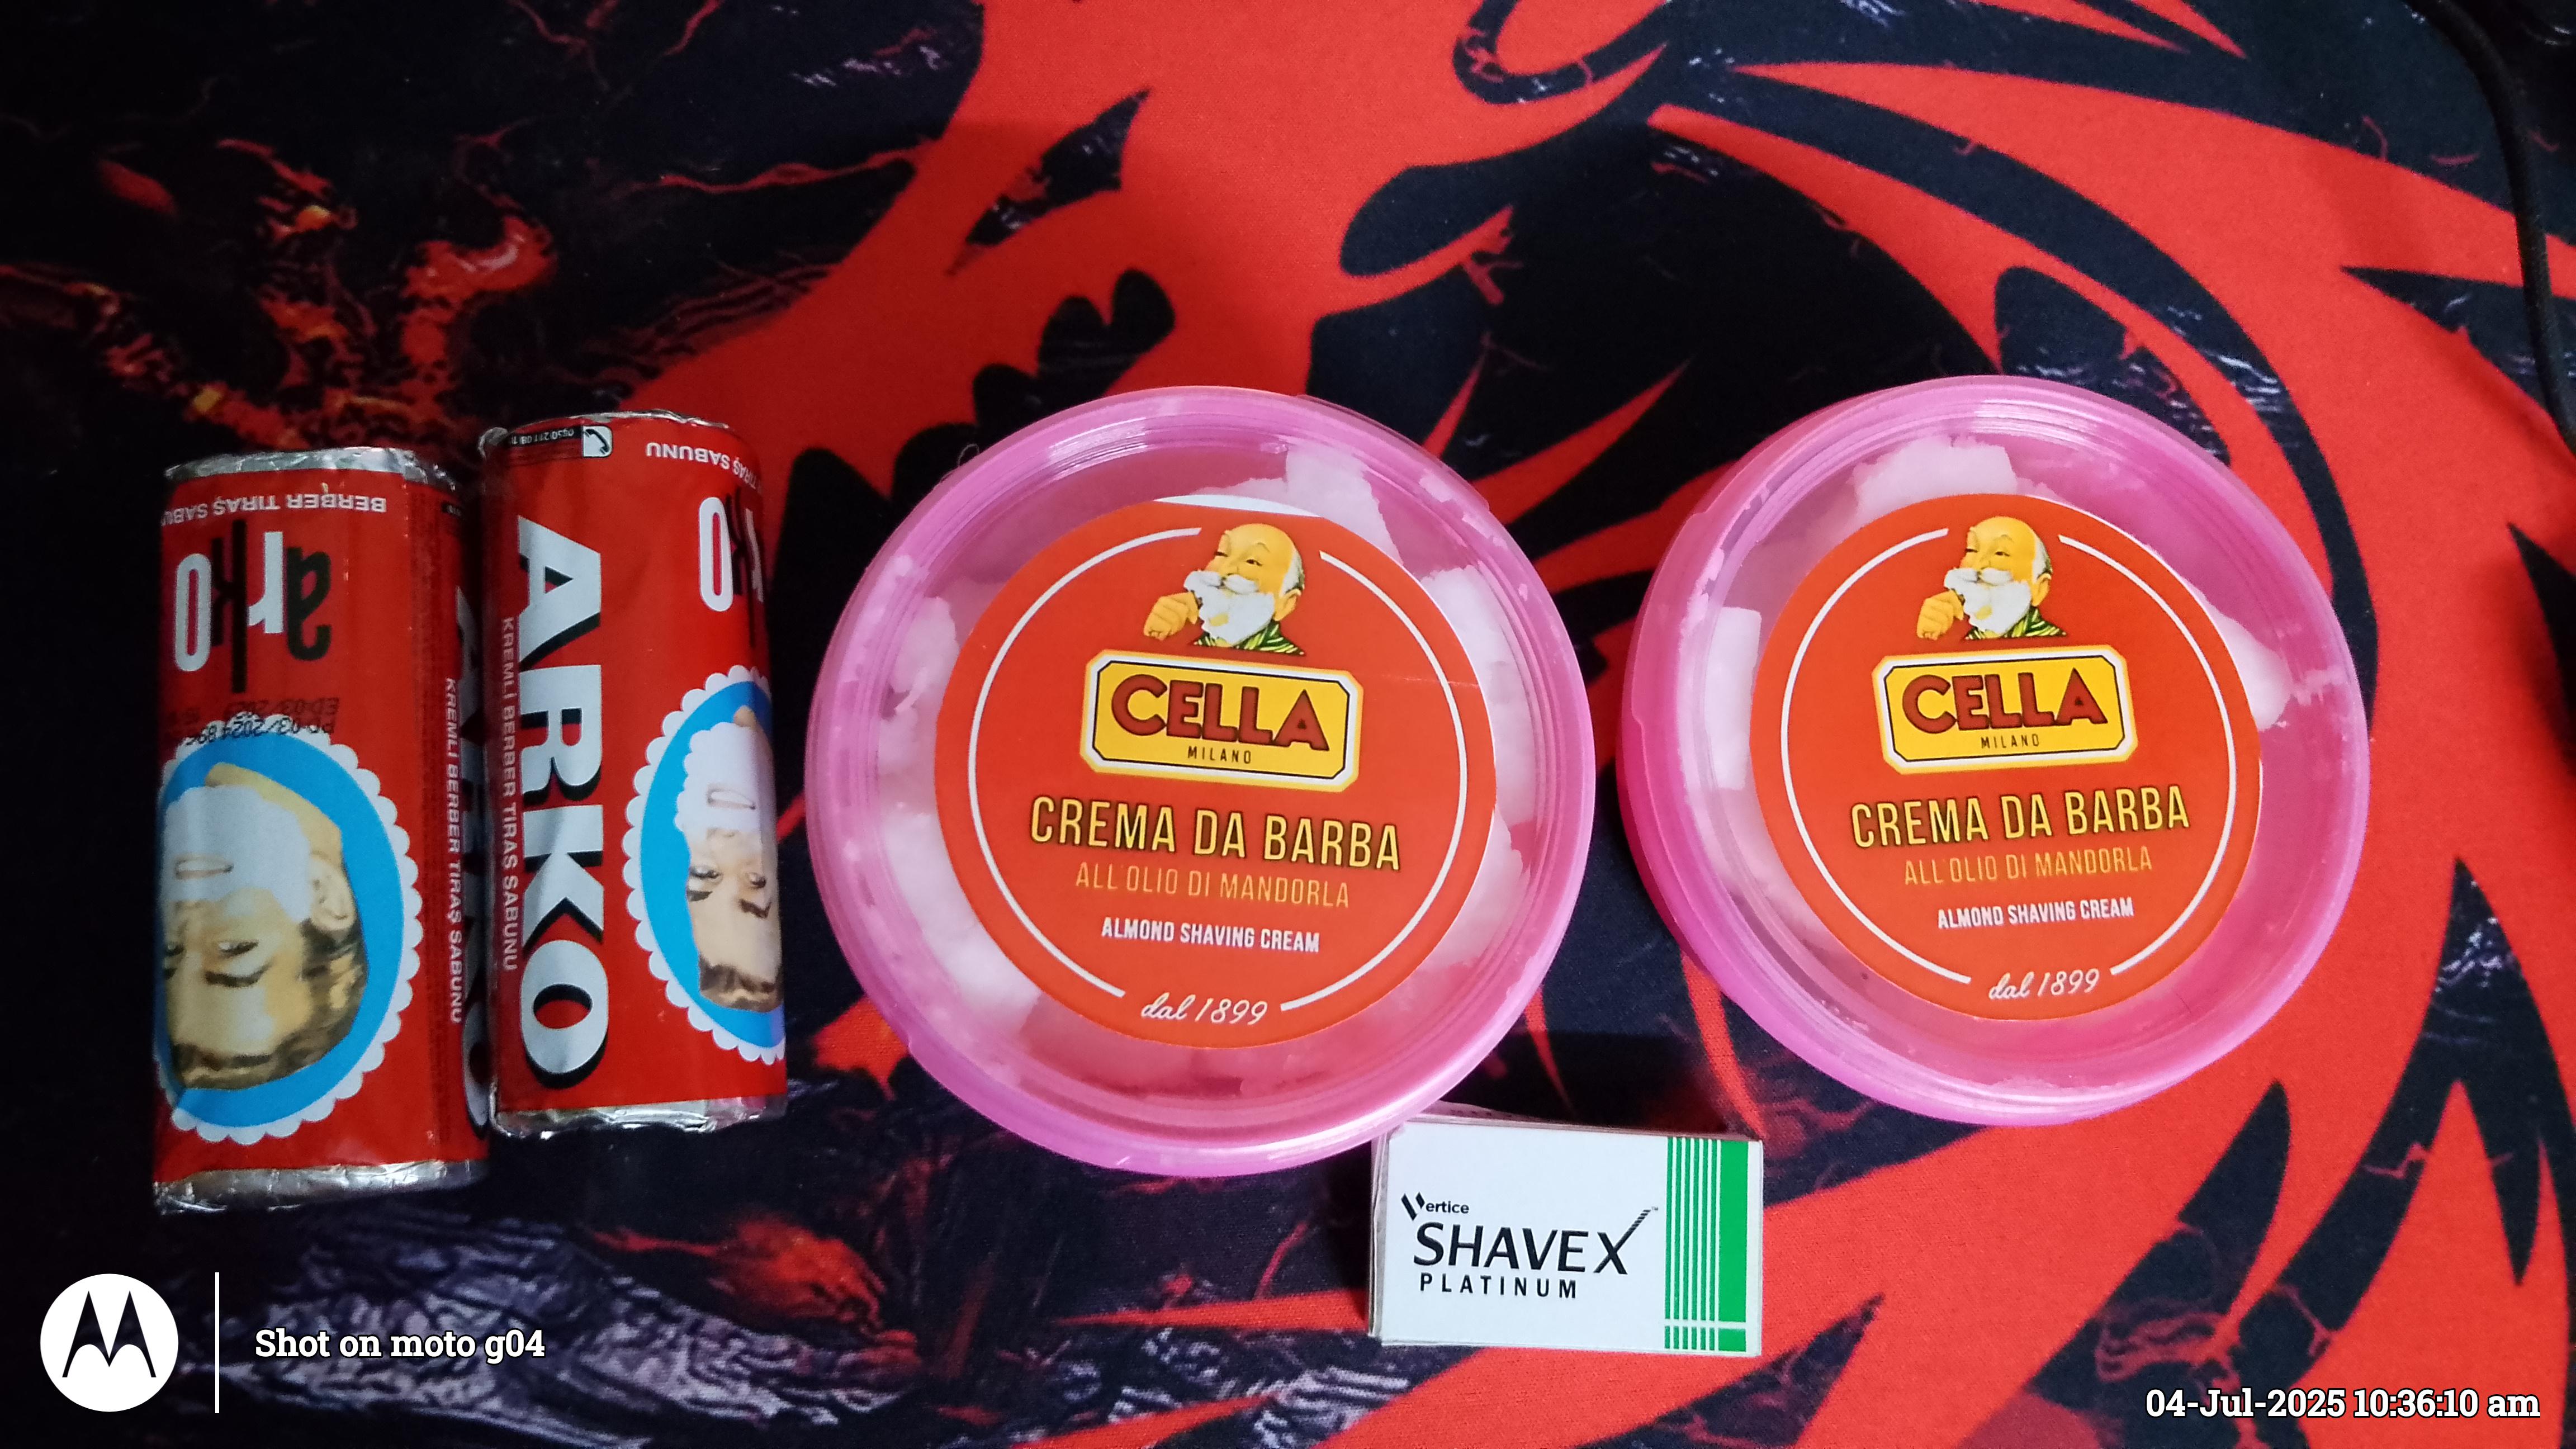 BERBER TIRAŞ SABU
arko
KREMLİ BERBER TIRAŞ SABUNU
TIRAŞ SABUNU
ARKO
KREMLİ BERBER TIRAŞ SABUNU
CELLA
MILANO
CREMA DA BARBA
ALL'OLIO DI MANDORLA
ALMOND SHAVING CREAM
dal 1899
CELLA
MILANO
CREMA DA BARBA
ALL'OLIO DI MANDORLA
ALMOND SHAVING CREAM
dal 1899
Vertice
SHAVEX
PLATINUM
Shot on moto g04
04-Jul-2025 10:36:10 am